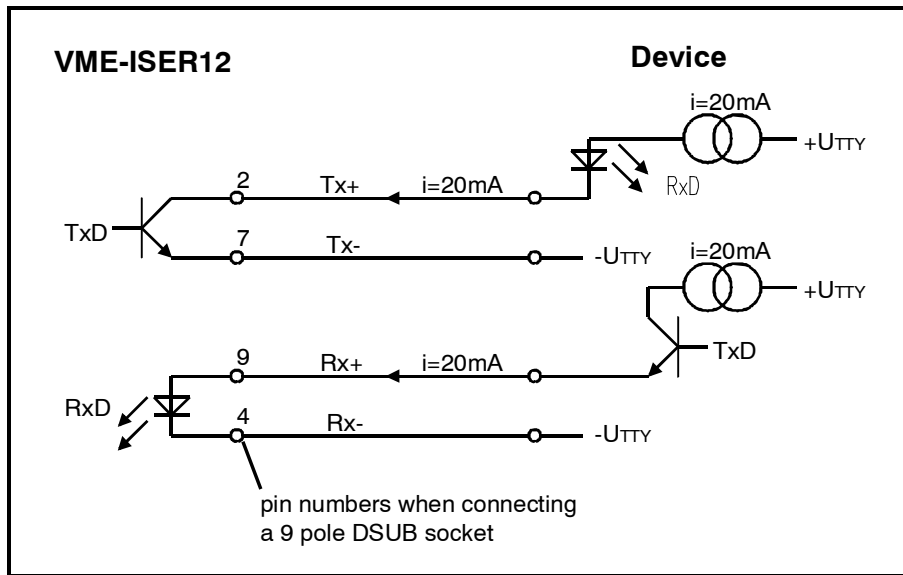 VME-ISER12
Device
i=20mA
+UTTY
RxD
2
Tx+
i=20mA
TxD
7
Tx-
-UTTY
i=20mA
+UTTY
TxD
9
Rx+
i=20mA
RxD
4
Rx-
-UTTY
pin numbers when connecting
a 9 pole DSUB socket